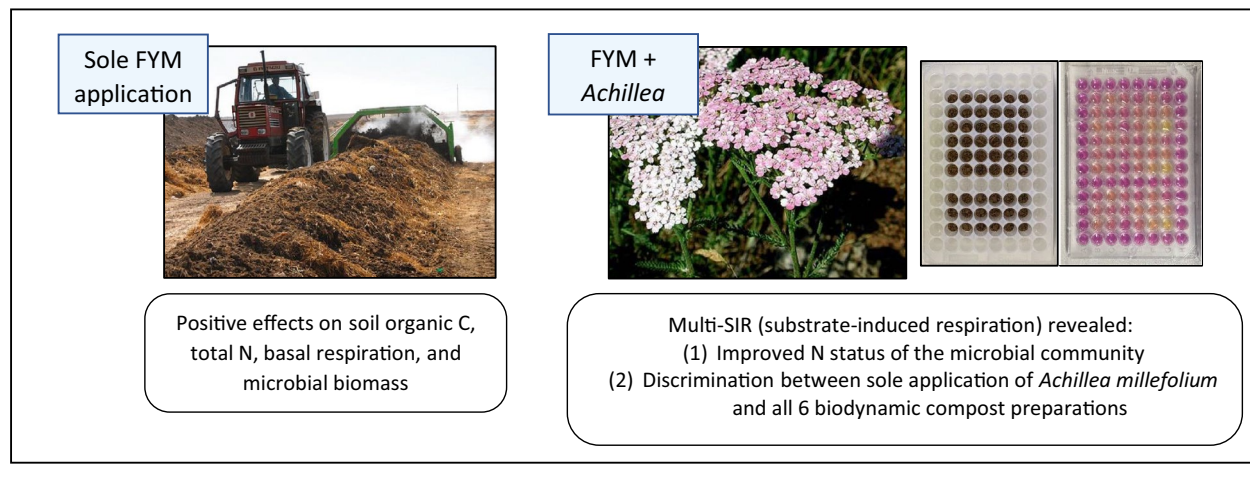 Sole FYM
application
FYM +
Achillea
Positive effects on soil organic C,
total N, basal respiration, and
microbial biomass
Multi-SIR (substrate-induced respiration) revealed:
(1) Improved N status of the microbial community
(2) Discrimination between sole application of Achillea millefolium
and all 6 biodynamic compost preparations